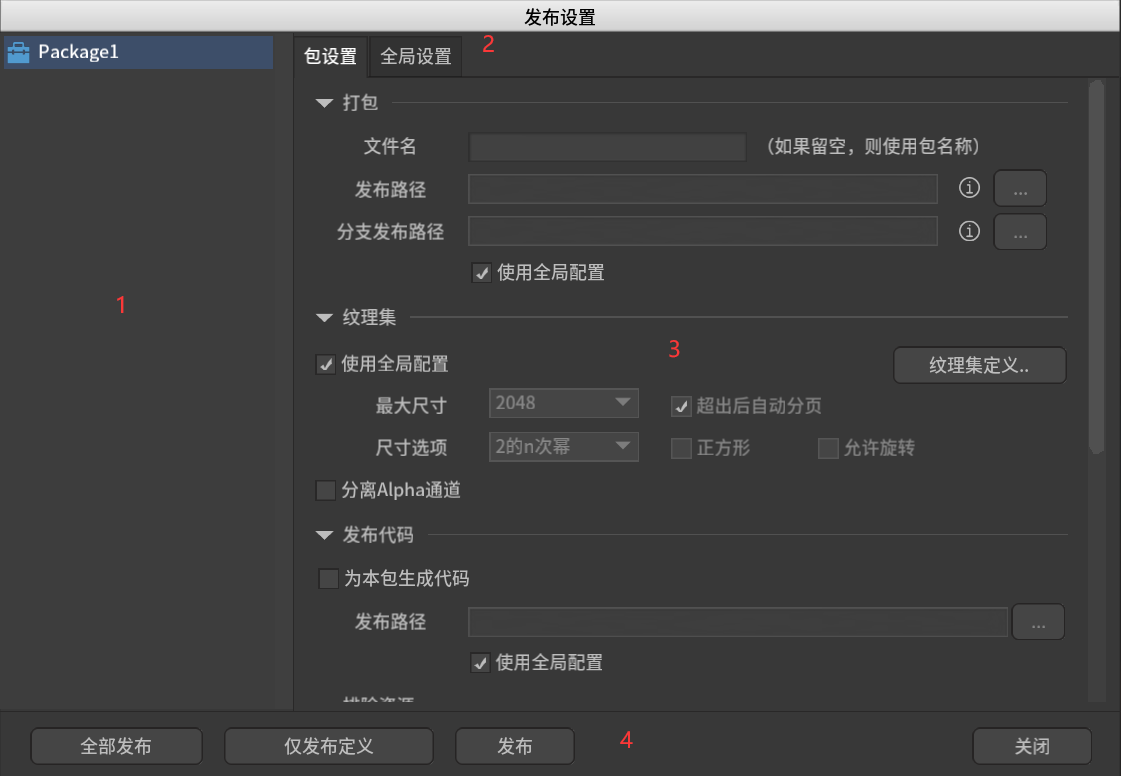 发布设置
Package1
包设置 全局设置 2
打包
文件名 (如果留空，则使用包名称)
发布路径 ...
分支发布路径 ...
使用全局配置
1
纹理集
3
使用全局配置 纹理集定义..
最大尺寸 2048 超出后自动分页
尺寸选项 2的n次幂 正方形 允许旋转
分离Alpha通道
发布代码
为本包生成代码
发布路径 ...
使用全局配置
排除资源
全部发布 仅发布定义 发布 4 关闭